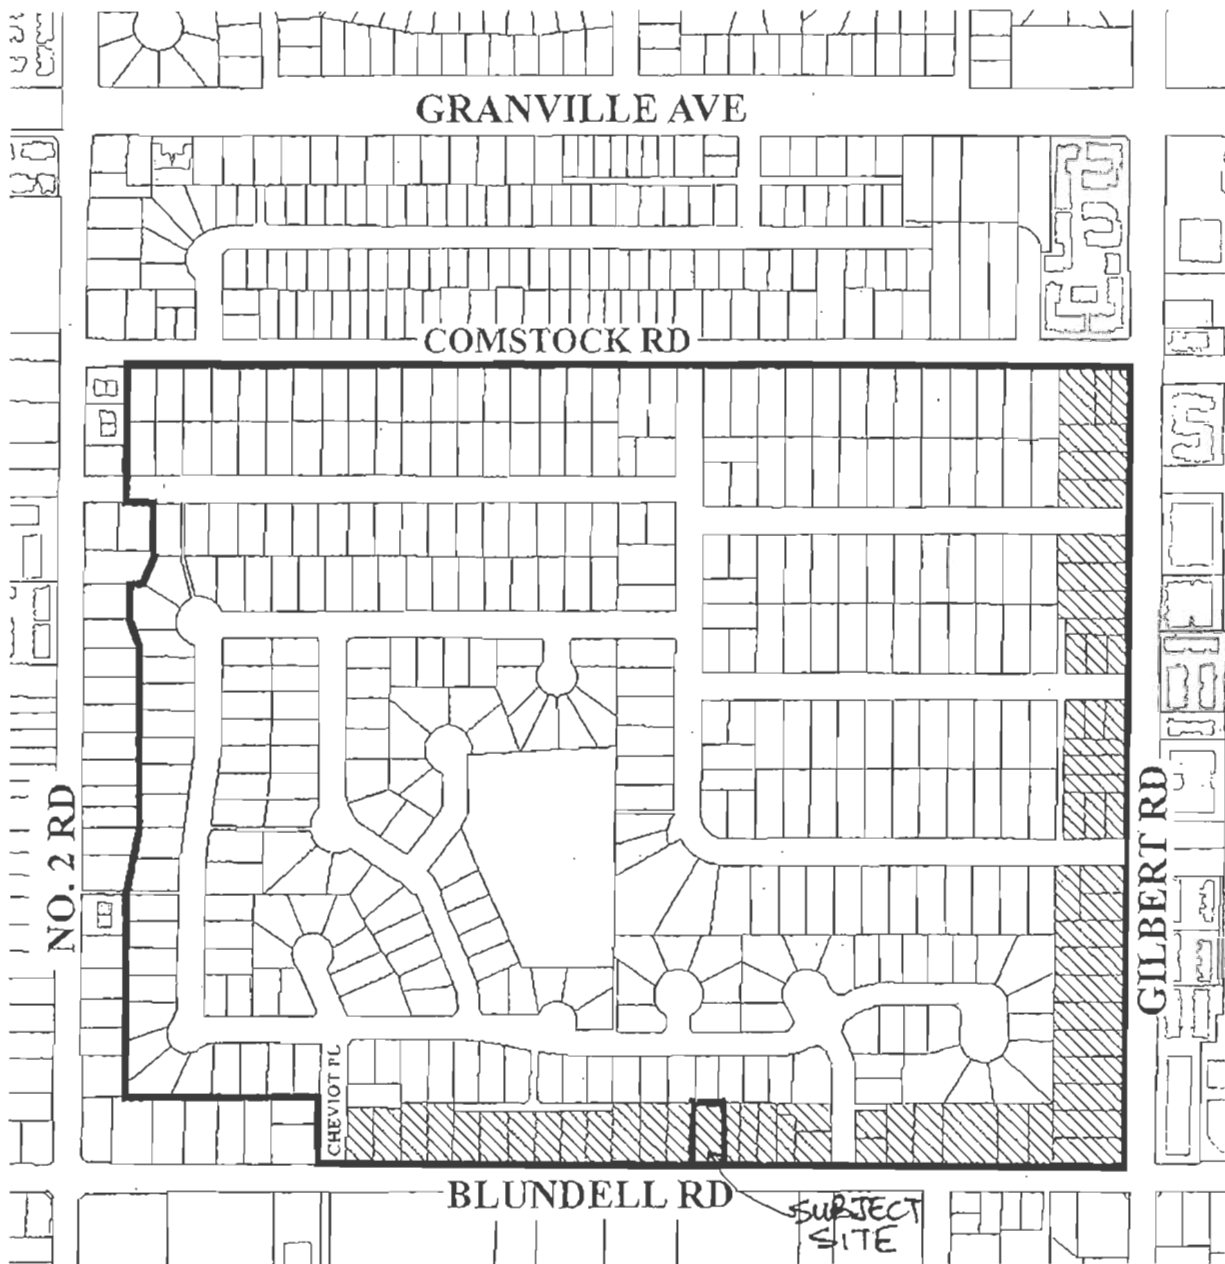 GRANVILLE AVE
COMSTOCK RD
NO. 2 RD
GILBERT RD
CHEVIOT PL
BLUNDELL RD
SUBJECT
SITE